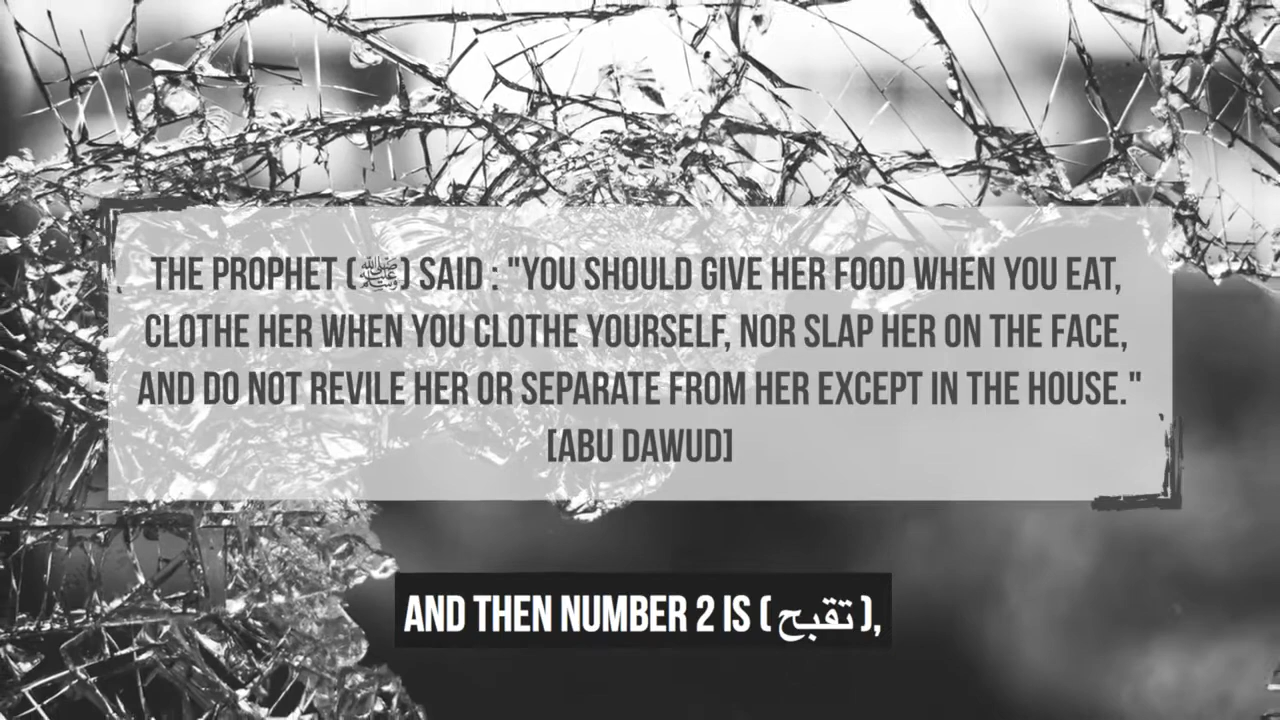 THE PROPHET (ﷺ) SAID : "YOU SHOULD GIVE HER FOOD WHEN YOU EAT,
CLOTHE HER WHEN YOU CLOTHE YOURSELF, NOR SLAP HER ON THE FACE,
AND DO NOT REVILE HER OR SEPARATE FROM HER EXCEPT IN THE HOUSE."
[ABU DAWUD]
AND THEN NUMBER 2 IS (تقبح),